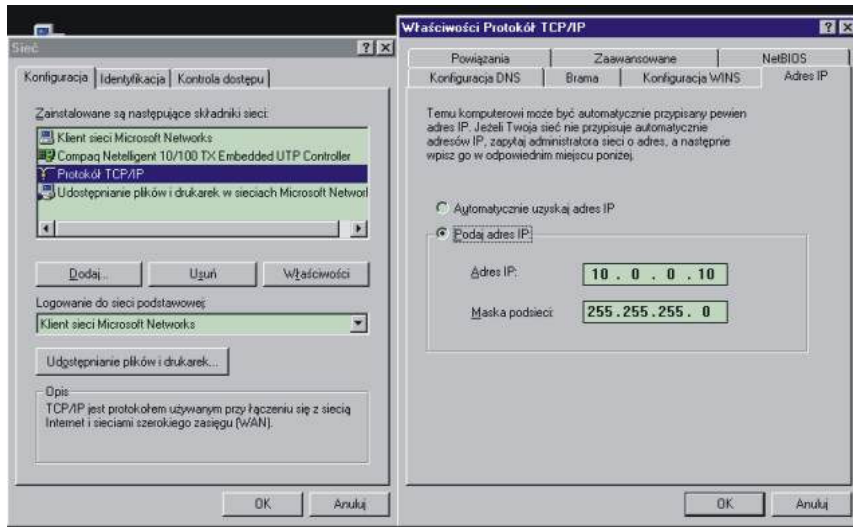 Sieć
Konfiguracja
Identyfikacja
Kontrola dostępu
Zainstalowane są następujące składniki sieci:
Klient sieci Microsoft Networks
Compaq Netelligent 10/100 TX Embedded UTP Controller
Protokół TCP/IP
Udostępnianie plików i drukarek w sieciach Microsoft Networl
Dodaj...
Usuń
Właściwości
Logowanie do sieci podstawowej:
Klient sieci Microsoft Networks
Udostępnianie plików i drukarek...
Opis
TCP/IP jest protokołem używanym przy łączeniu się z siecią
Internet i sieciami szerokiego zasięgu (WAN).
OK
Anuluj
Właściwości Protokół TCP/IP
Powiązania
Zaawansowane
NetBIOS
Konfiguracja DNS
Brama
Konfiguracja WINS
Adres IP
Temu komputerowi może być automatycznie przypisany pewien
adres IP. Jeżeli Twoja sieć nie przypisuje automatycznie
adresów IP, zapytaj administratora sieci o adres, a następnie
wpisz go w odpowiednim miejscu poniżej.
Automatycznie uzyskaj adres IP
Podaj adres IP:
Adres IP:
10 . 0 . 0 . 10
Maska podsieci:
255.255.255. 0
OK
Anuluj